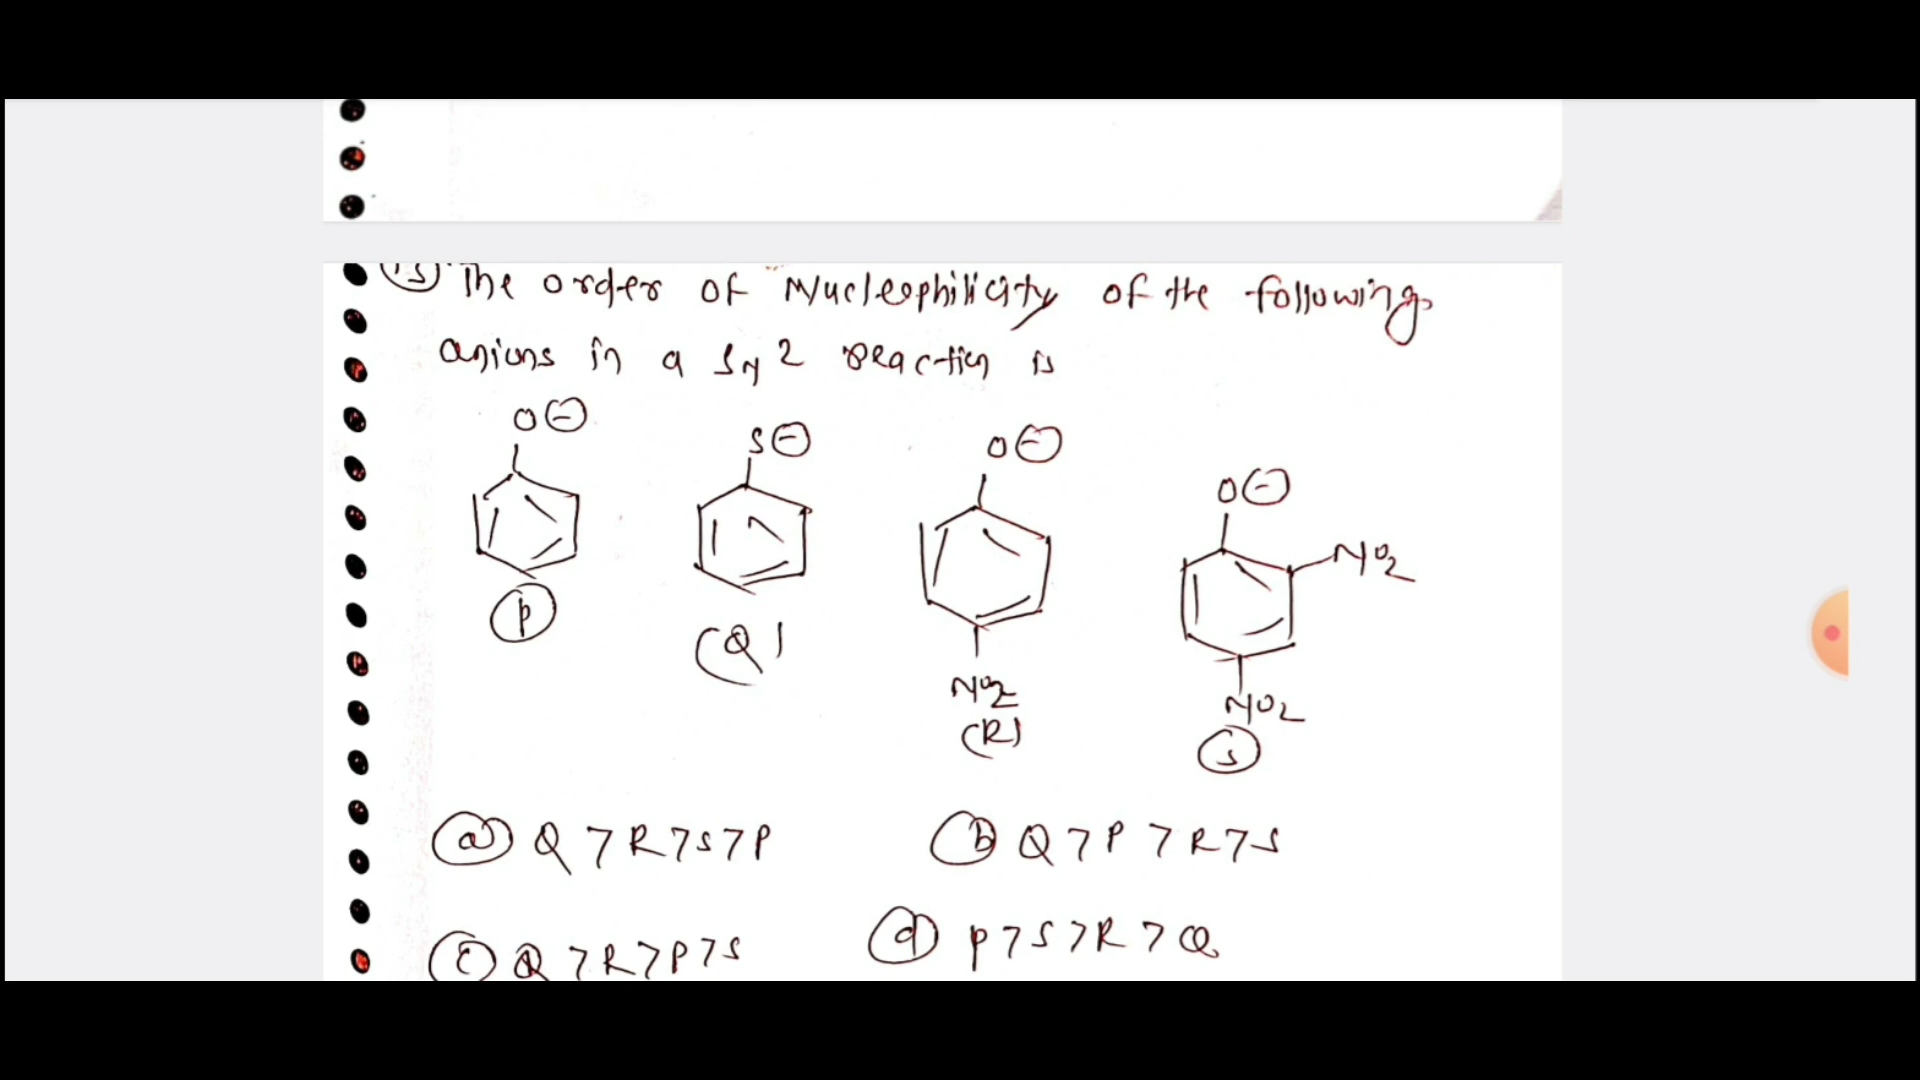 (15) The order of Nucleophilicity of the following
anions in a SN2 reaction is
O⊖ S⊖ O⊖ O⊖
NO2
NO2 NO2
P (Q) (R) S
(a) Q > R > S > P (b) Q > P > R > S
(c) Q > R > P > S (d) P > S > R > Q